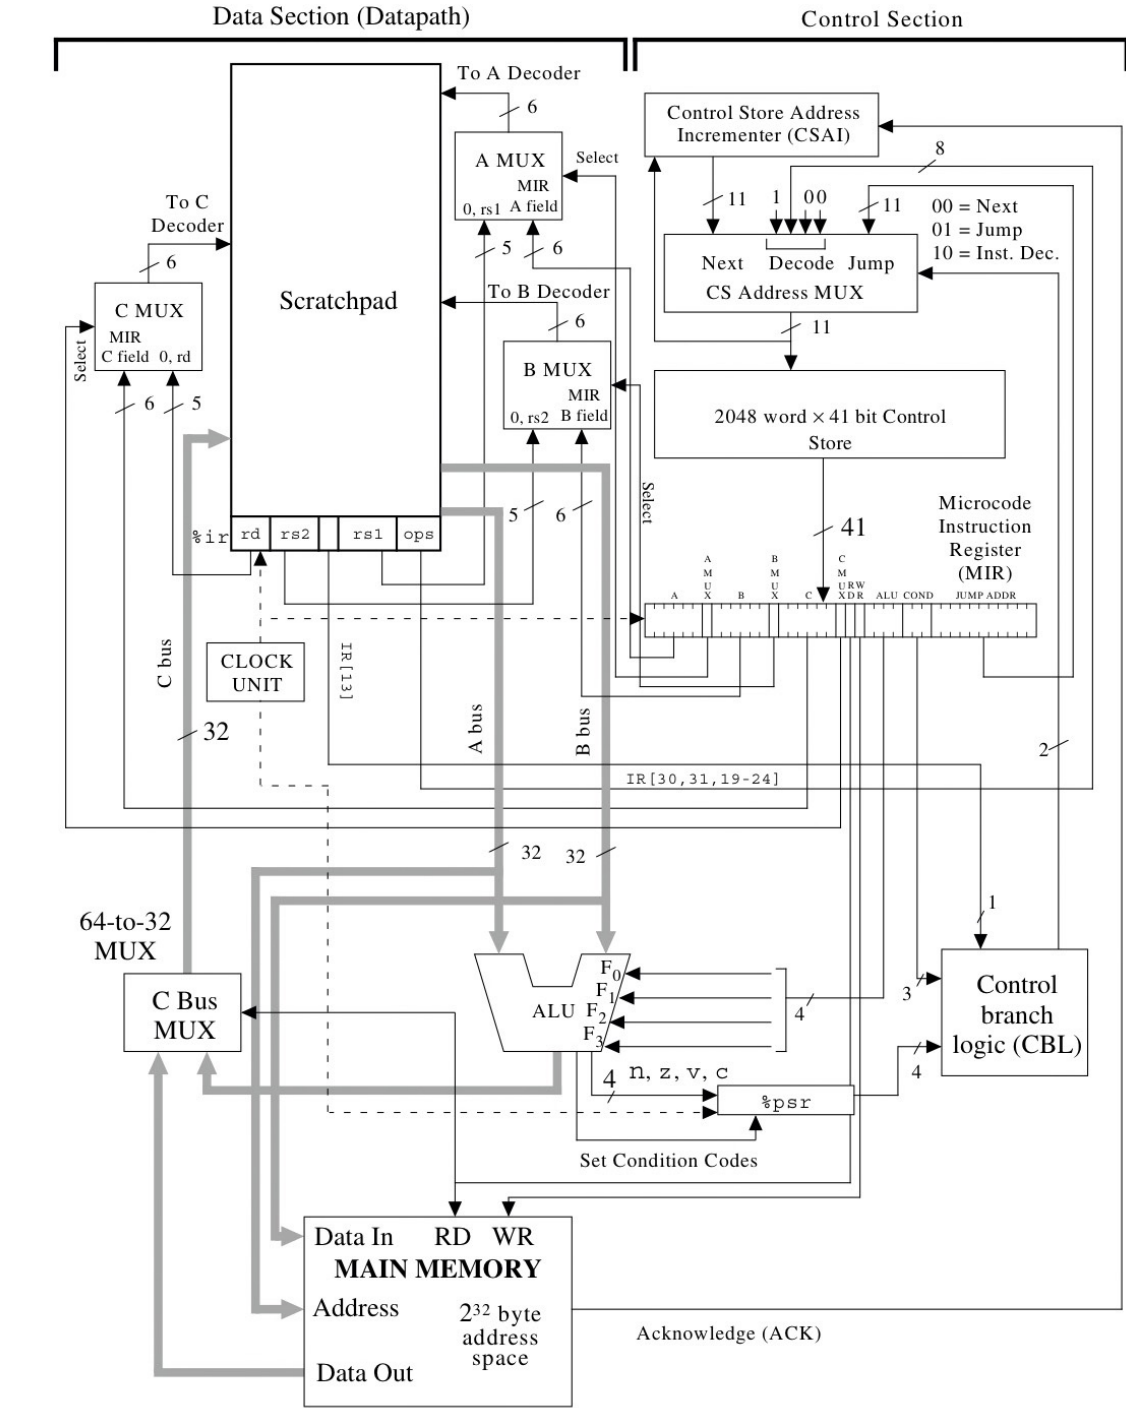 Data Section (Datapath)
Control Section
To A Decoder
6
A MUX
MIR
0, rs1 A field
Select
5
6
To C
Decoder
6
C MUX
MIR
C field 0, rd
Select
6
5
Scratchpad
To B Decoder
6
B MUX
MIR
0, rs2 B field
Select
5
6
%ir
rd
rs2
rs1
ops
Control Store Address
Incrementer (CSAI)
8
11
1
00
11
00 = Next
01 = Jump
10 = Inst. Dec.
Next Decode Jump
CS Address MUX
11
2048 word × 41 bit Control
Store
41
Microcode
Instruction
Register
(MIR)
A
A
M
U
X
B
B
M
U
X
C
C
M
U
X
R
D
W
R
ALU
COND
JUMP ADDR
CLOCK
UNIT
IR[13]
C bus
32
A bus
B bus
2
IR[30,31,19-24]
32
32
64-to-32
MUX
C Bus
MUX
ALU
F0
F1
F2
F3
4
1
3
Control
branch
logic (CBL)
4
4
n, z, v, c
%psr
Set Condition Codes
Data In RD WR
MAIN MEMORY
Address
2³² byte
address
space
Data Out
Acknowledge (ACK)